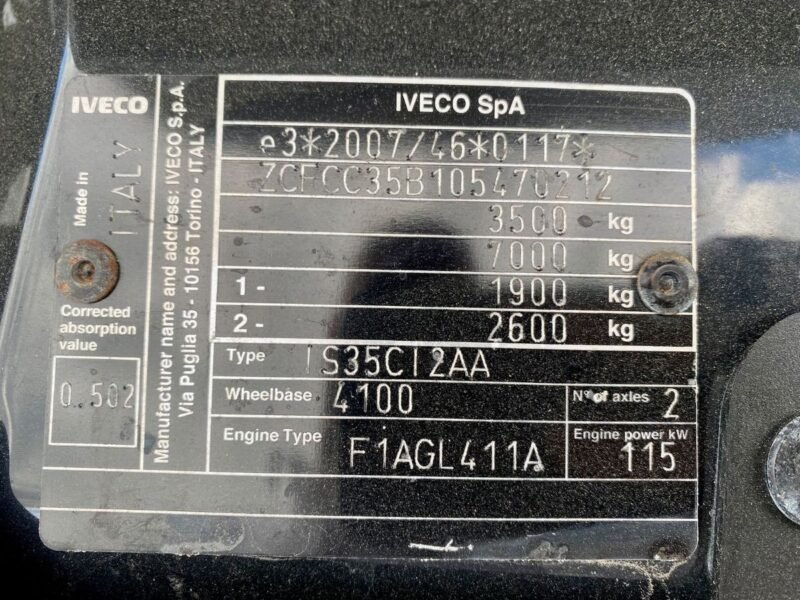 IVECO
Made in
ITALY
Corrected
absorption
value
0.502
Manufacturer name and address: IVECO S.p.A.
Via Puglia 35 - 10156 Torino - ITALY
IVECO SpA
e3*2007/46*0117*
ZCFCC35B105470212
3500 kg
7000 kg
1 - 1900 kg
2 - 2600 kg
Type IS35CI2AA
Wheelbase 4100
N° of axles 2
Engine Type F1AGL411A
Engine power kW
115